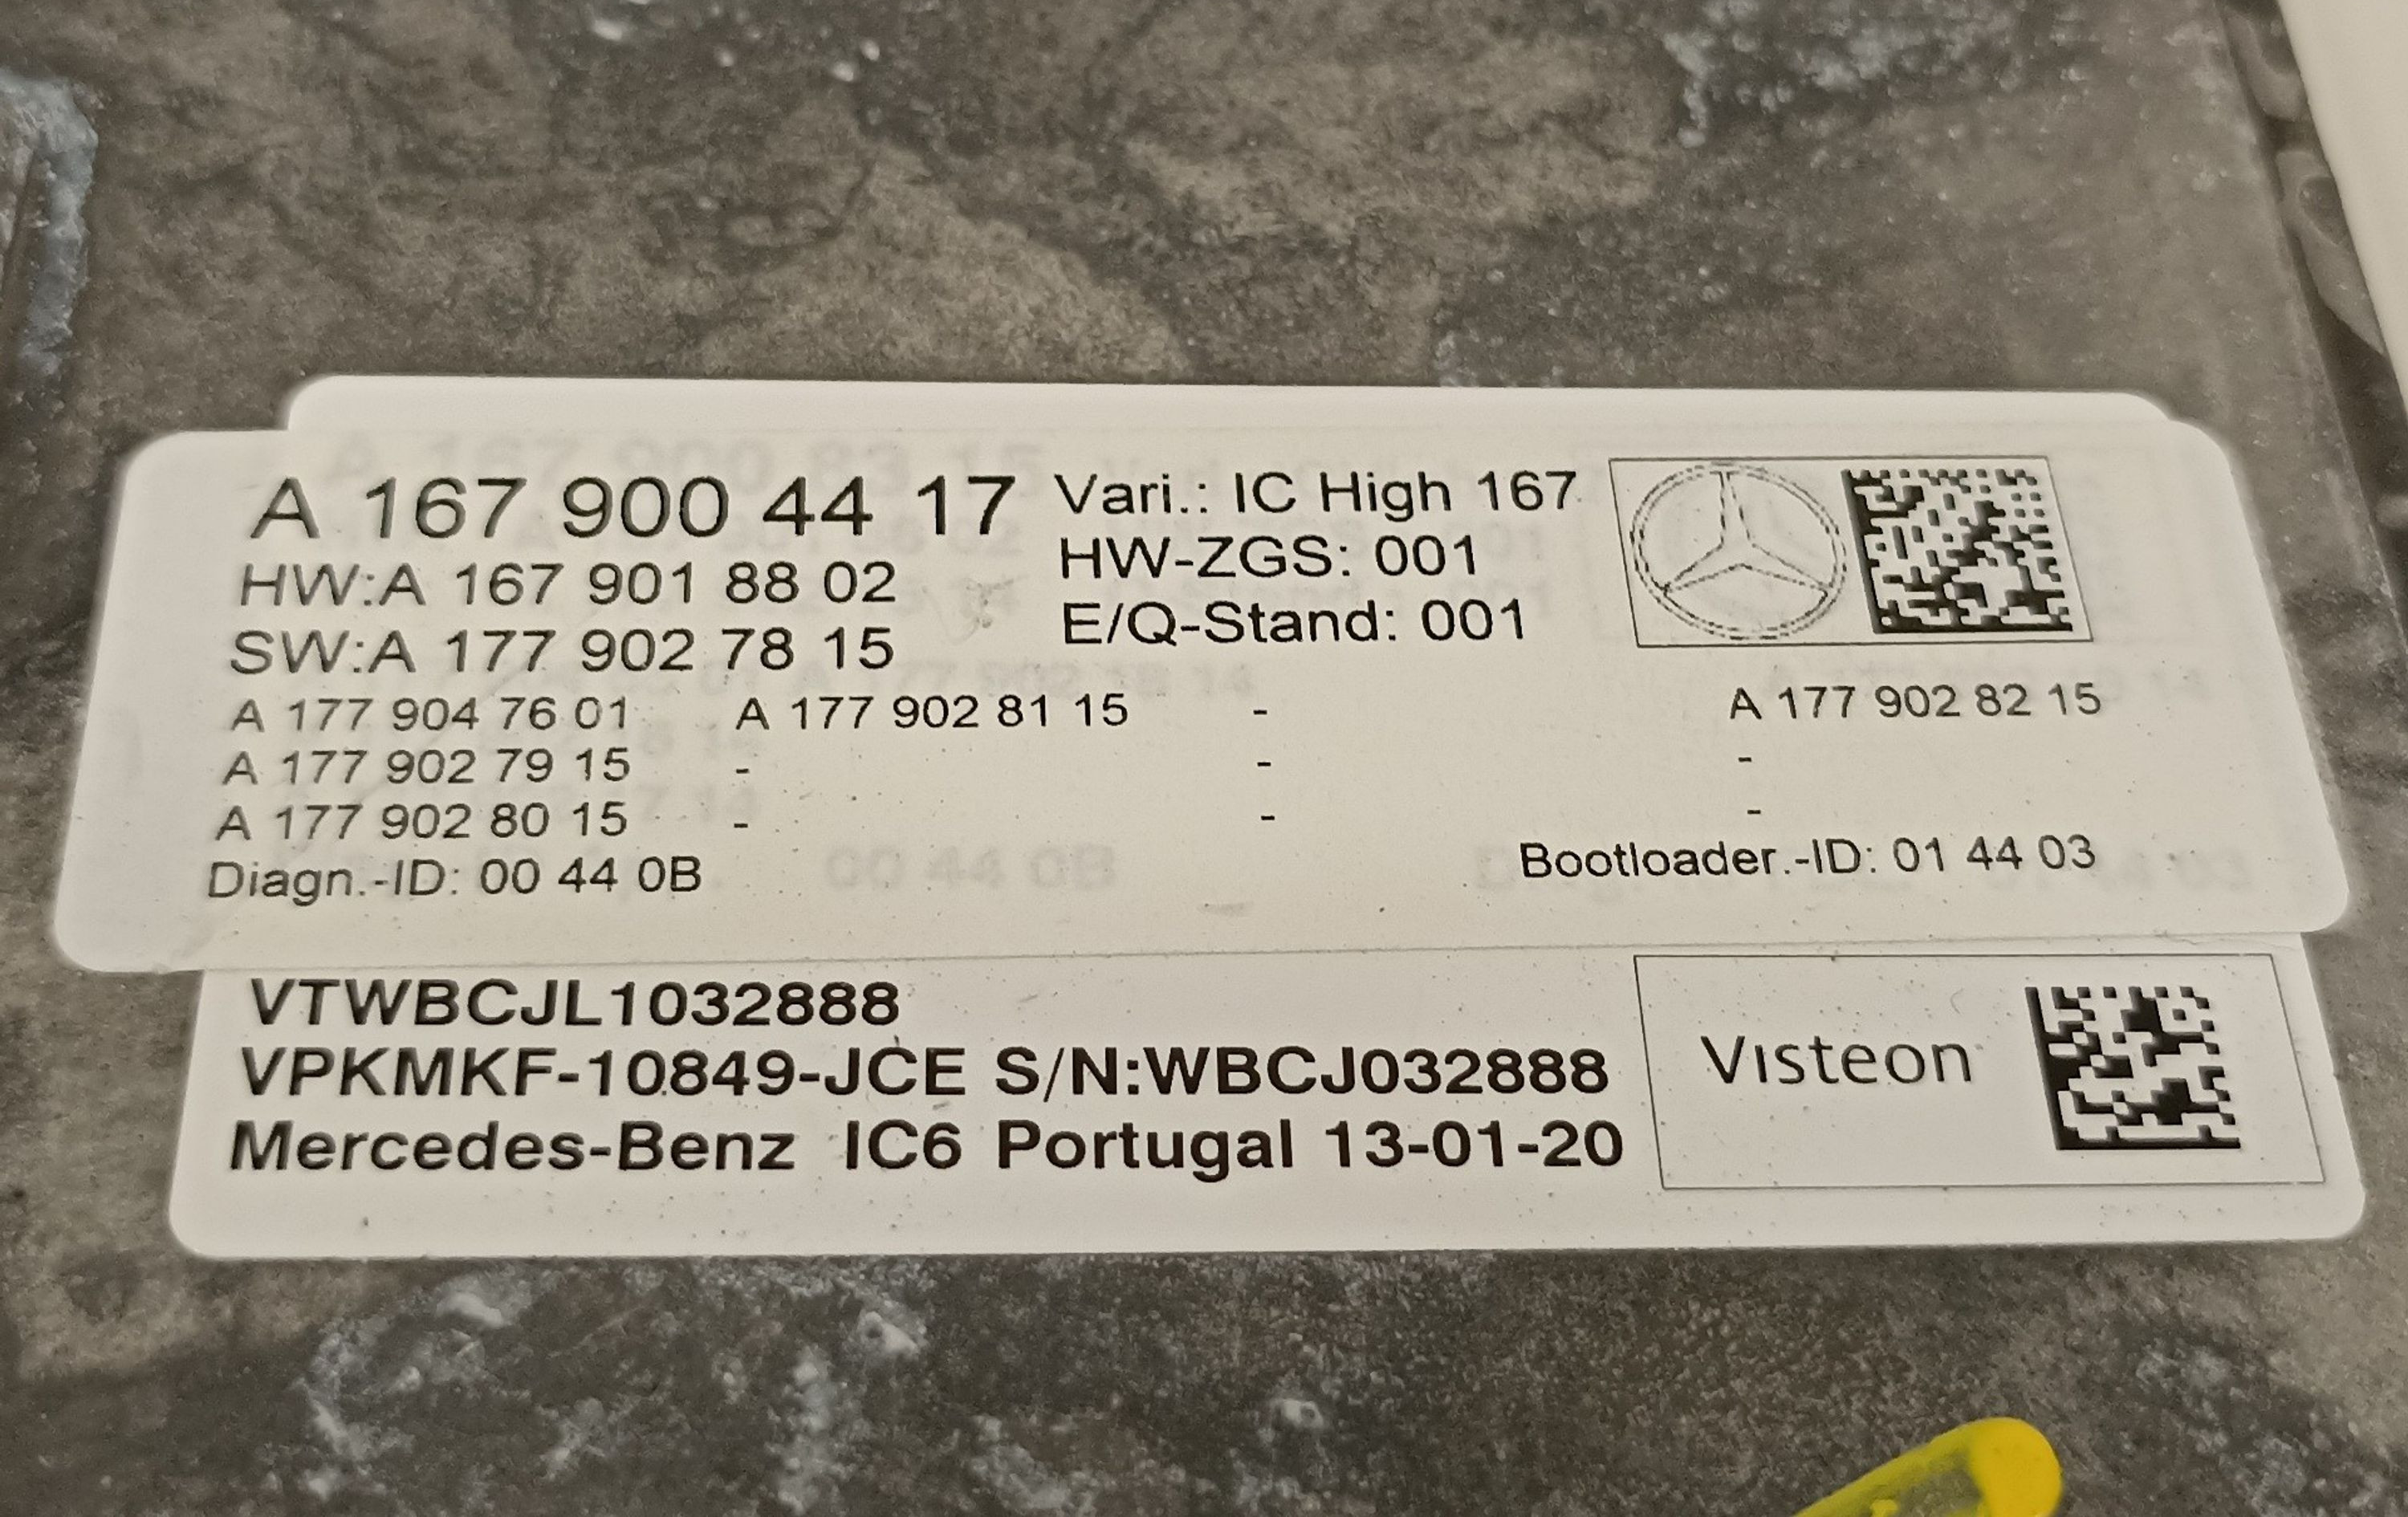 A 167 900 44 17 Vari.: IC High 167
HW:A 167 901 88 02 HW-ZGS: 001
SW:A 177 902 78 15 E/Q-Stand: 001
A 177 904 76 01 A 177 902 81 15 - A 177 902 82 15
A 177 902 79 15 - - -
A 177 902 80 15 - - -
Diagn.-ID: 00 44 0B Bootloader.-ID: 01 44 03
VTWBCJL1032888
VPKMKF-10849-JCE S/N:WBCJ032888
Mercedes-Benz IC6 Portugal 13-01-20
Visteon